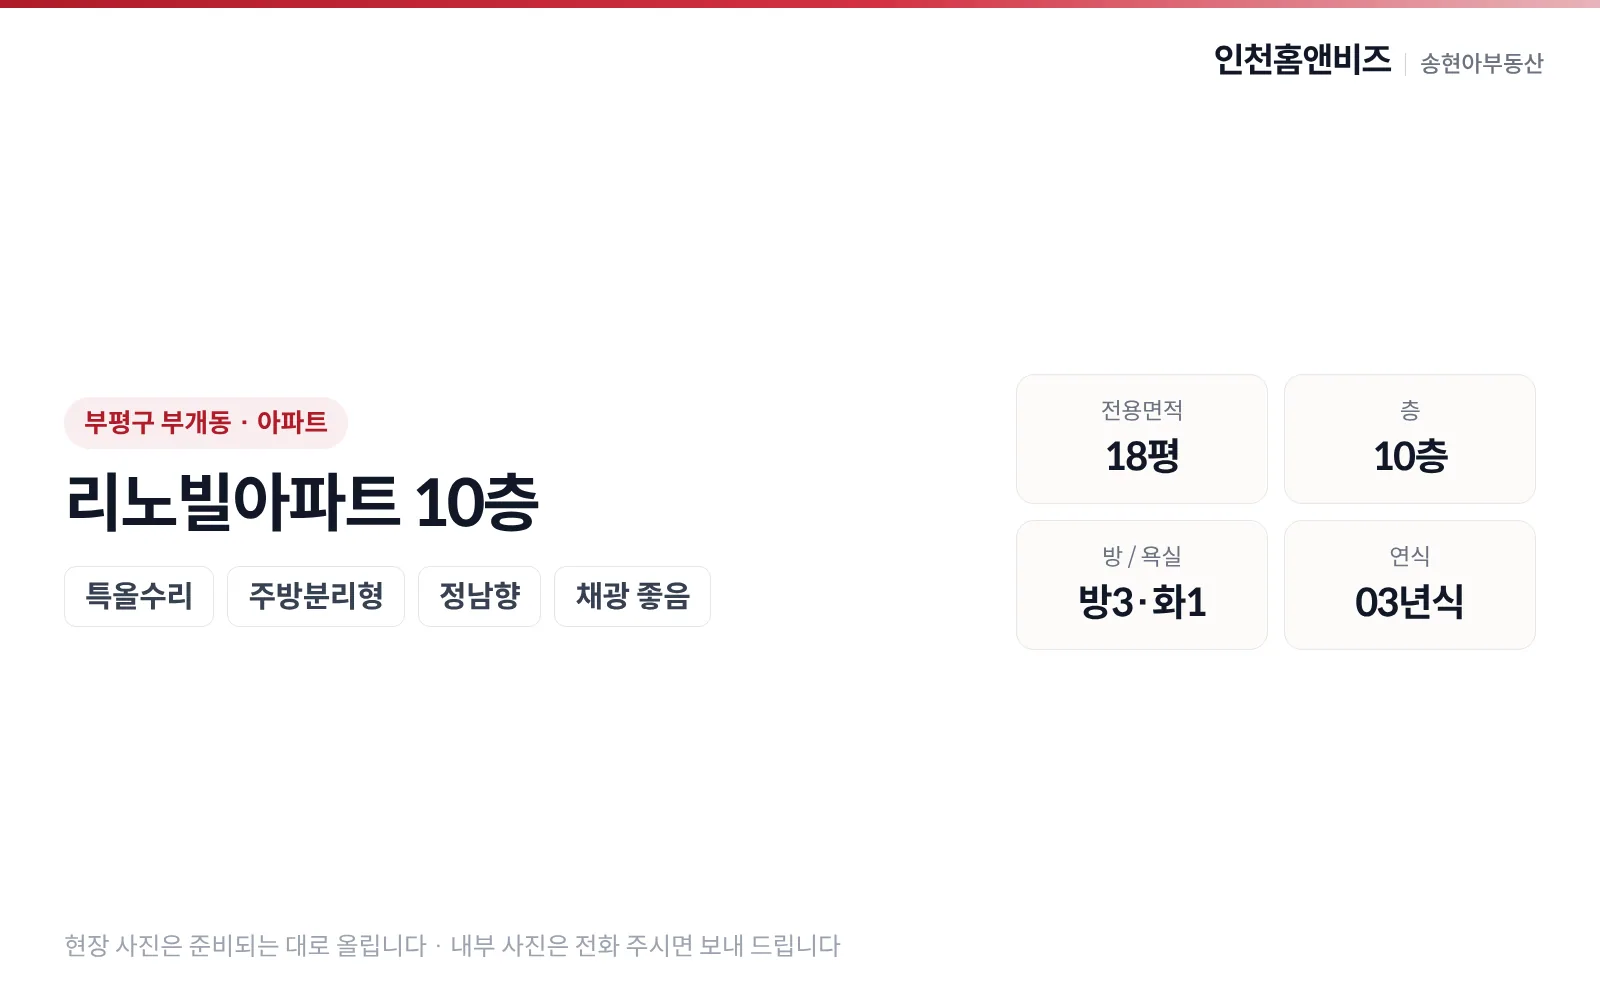 인천홈앤비즈 | 송현아부동산
부평구 부개동 · 아파트
리노빌아파트 10층
특올수리 주방분리형 정남향 채광 좋음
전용면적
18평
층
10층
방 / 욕실
방3·화1
연식
03년식
현장 사진은 준비되는 대로 올립니다 · 내부 사진은 전화 주시면 보내 드립니다